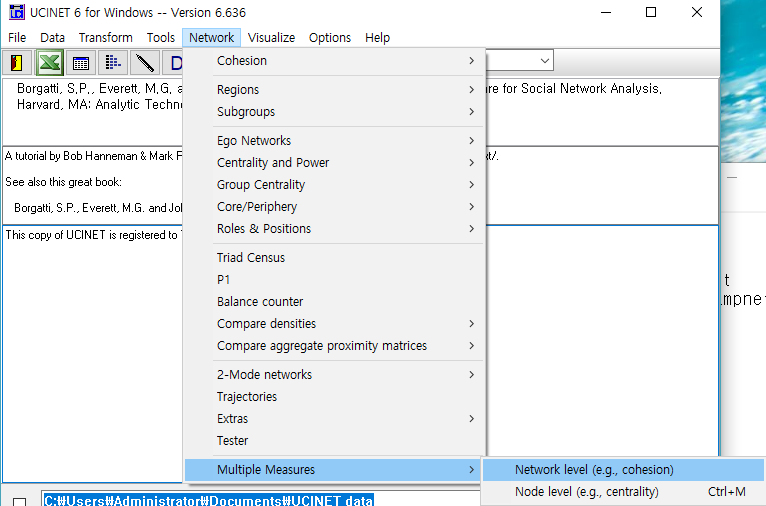 UCINET 6 for Windows -- Version 6.636
File Data Transform Tools Network Visualize Options Help
Borgatti, S.P., Everett, M.G. a
re for Social Network Analysis.
Harvard, MA: Analytic Techn
A tutorial by Bob Hanneman & Mark
xt/.
See also this great book:
Borgatti, S.P., Everett, M.G. and
This copy of UCINET is registered to
Cohesion
Regions
Subgroups
Ego Networks
Centrality and Power
Group Centrality
Core/Periphery
Roles & Positions
Triad Census
P1
Balance counter
Compare densities
Compare aggregate proximity matrices
2-Mode networks
Trajectories
Extras
Tester
Multiple Measures
Network level (e.g., cohesion)
Node level (e.g., centrality) Ctrl+M
C:₩Users₩Administrator₩Documents₩UCINET data